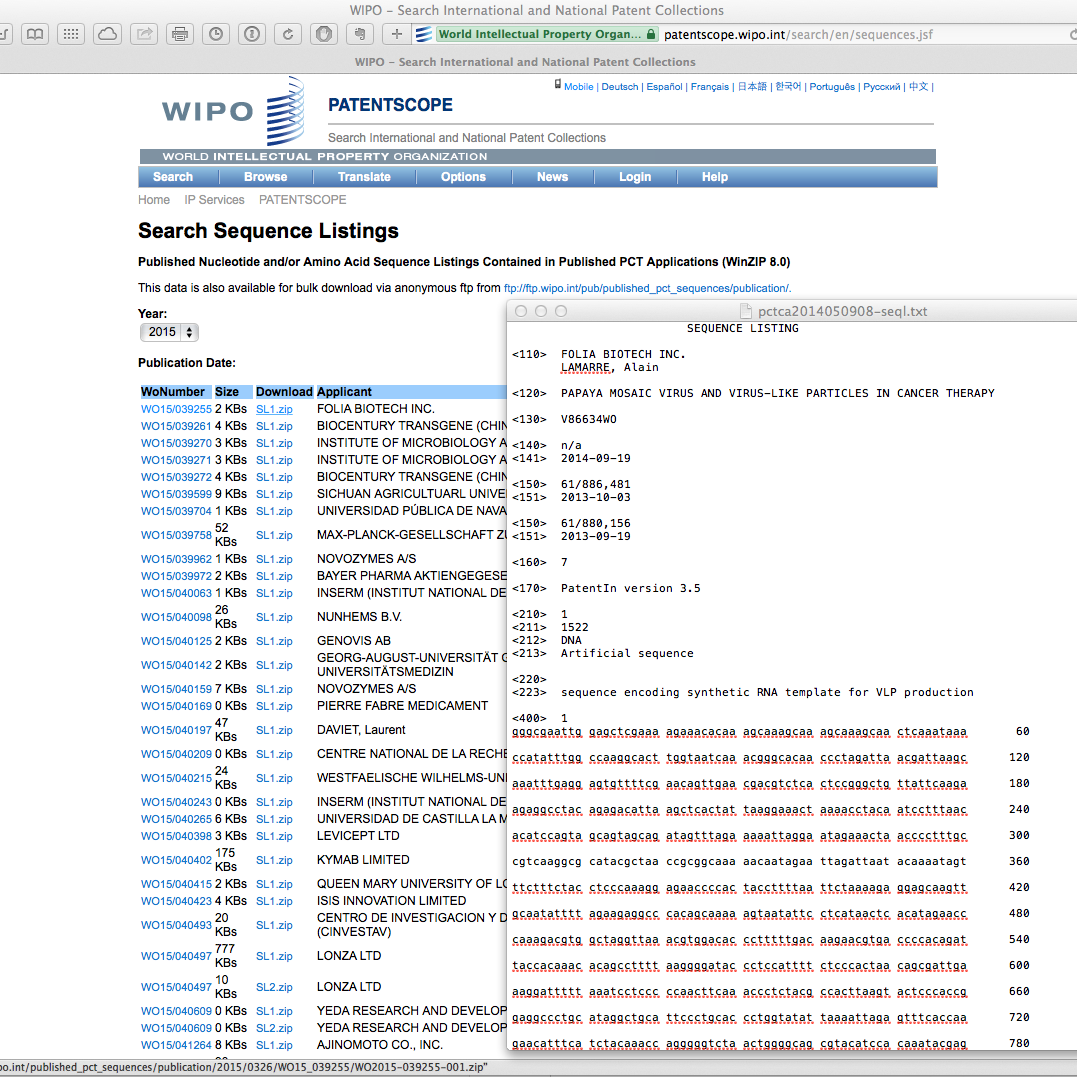 WIPO – Search International and National Patent Collections
World Intellectual Property Organ... patentscope.wipo.int/search/en/sequences.jsf
WIPO – Search International and National Patent Collections
Mobile | Deutsch | Español | Français | 日本語 | 한국어 | Português | Русский | 中文 |
WIPO
PATENTSCOPE
Search International and National Patent Collections
WORLD INTELLECTUAL PROPERTY ORGANIZATION
Search Browse Translate Options News Login Help
Home IP Services PATENTSCOPE
Search Sequence Listings
Published Nucleotide and/or Amino Acid Sequence Listings Contained in Published PCT Applications (WinZIP 8.0)
This data is also available for bulk download via anonymous ftp from ftp://ftp.wipo.int/pub/published_pct_sequences/publication/.
Year:
2015
Publication Date:
WoNumber Size Download Applicant
WO15/039255 2 KBs SL1.zip FOLIA BIOTECH INC.
WO15/039261 4 KBs SL1.zip BIOCENTURY TRANSGENE (CHIN
WO15/039270 3 KBs SL1.zip INSTITUTE OF MICROBIOLOGY A
WO15/039271 3 KBs SL1.zip INSTITUTE OF MICROBIOLOGY A
WO15/039272 4 KBs SL1.zip BIOCENTURY TRANSGENE (CHIN
WO15/039599 9 KBs SL1.zip SICHUAN AGRICULTUARL UNIVE
WO15/039704 1 KBs SL1.zip UNIVERSIDAD PÚBLICA DE NAVA
WO15/039758 52 KBs SL1.zip MAX-PLANCK-GESELLSCHAFT ZU
WO15/039962 1 KBs SL1.zip NOVOZYMES A/S
WO15/039972 2 KBs SL1.zip BAYER PHARMA AKTIENGEGESE
WO15/040063 1 KBs SL1.zip INSERM (INSTITUT NATIONAL DE
WO15/040098 26 KBs SL1.zip NUNHEMS B.V.
WO15/040125 2 KBs SL1.zip GENOVIS AB
WO15/040142 2 KBs SL1.zip GEORG-AUGUST-UNIVERSITÄT G
UNIVERSITÄTSMEDIZIN
WO15/040159 7 KBs SL1.zip NOVOZYMES A/S
WO15/040169 0 KBs SL1.zip PIERRE FABRE MEDICAMENT
WO15/040197 47 KBs SL1.zip DAVIET, Laurent
WO15/040209 0 KBs SL1.zip CENTRE NATIONAL DE LA RECHE
WO15/040215 24 KBs SL1.zip WESTFAELISCHE WILHELMS-UNI
WO15/040243 0 KBs SL1.zip INSERM (INSTITUT NATIONAL DE
WO15/040265 6 KBs SL1.zip UNIVERSIDAD DE CASTILLA LA M
WO15/040398 3 KBs SL1.zip LEVICEPT LTD
WO15/040402 175 KBs SL1.zip KYMAB LIMITED
WO15/040415 2 KBs SL1.zip QUEEN MARY UNIVERSITY OF LO
WO15/040423 4 KBs SL1.zip ISIS INNOVATION LIMITED
WO15/040493 20 KBs SL1.zip CENTRO DE INVESTIGACION Y D
(CINVESTAV)
WO15/040497 777 KBs SL1.zip LONZA LTD
WO15/040497 10 KBs SL2.zip LONZA LTD
WO15/040609 0 KBs SL1.zip YEDA RESEARCH AND DEVELOP
WO15/040609 0 KBs SL2.zip YEDA RESEARCH AND DEVELOP
WO15/041264 8 KBs SL1.zip AJINOMOTO CO., INC.
po.int/published_pct_sequences/publication/2015/0326/WO15_039255/WO2015-039255-001.zip"
pctca2014050908-seql.txt
SEQUENCE LISTING
<110> FOLIA BIOTECH INC.
LAMARRE, Alain
<120> PAPAYA MOSAIC VIRUS AND VIRUS-LIKE PARTICLES IN CANCER THERAPY
<130> V86634WO
<140> n/a
<141> 2014-09-19
<150> 61/886,481
<151> 2013-10-03
<150> 61/880,156
<151> 2013-09-19
<160> 7
<170> PatentIn version 3.5
<210> 1
<211> 1522
<212> DNA
<213> Artificial sequence
<220>
<223> sequence encoding synthetic RNA template for VLP production
<400> 1
gggcgaattg gagctcgaaa agaaacacaa agcaaagcaa agcaaagcaa ctcaaataaa 60
ccatatttgg ccaaggcact tggtaatcaa acgggcacaa ccctagatta acgattaagc 120
aaatttgagg agtgttttcg aacagttgaa cgacgtctca ctccgggctg ttattcaaga 180
agaggcctac agagacatta agctcactat taaggaaact aaaacctaca atcctttaac 240
acatccagta gcagtagcag atagtttaga aaaattagga atagaaacta acccctttgc 300
cgtcaaggcg catacgctaa ccgcggcaaa aacaatagaa ttagattaat acaaaatagt 360
ttctttctac ctcccaaagg agaaccccac taccttttaa ttctaaaaga ggagcaagtt 420
gcaatatttt agaagaggcc cacagcaaaa agtaatattc ctcataactc acatagaacc 480
caaagacgtg gctaggttaa acgtggacac cctttttgac aagaacgtga ccccacagat 540
taccacaaac acagcctttt aaggggatac cctccatttt ctcccactaa cagcgattga 600
aaggattttt aaatcctccc cccaacttcaa accctctacg ccacttaagt actcccaccg 660
gaggccctgc ataggctgca ttccctgcac cctggtatat tataaattag gtttcaccaa 720
gaacatttca tctacaaacc agggggtcta actggggcag cgtacatcca caaatacgag 780